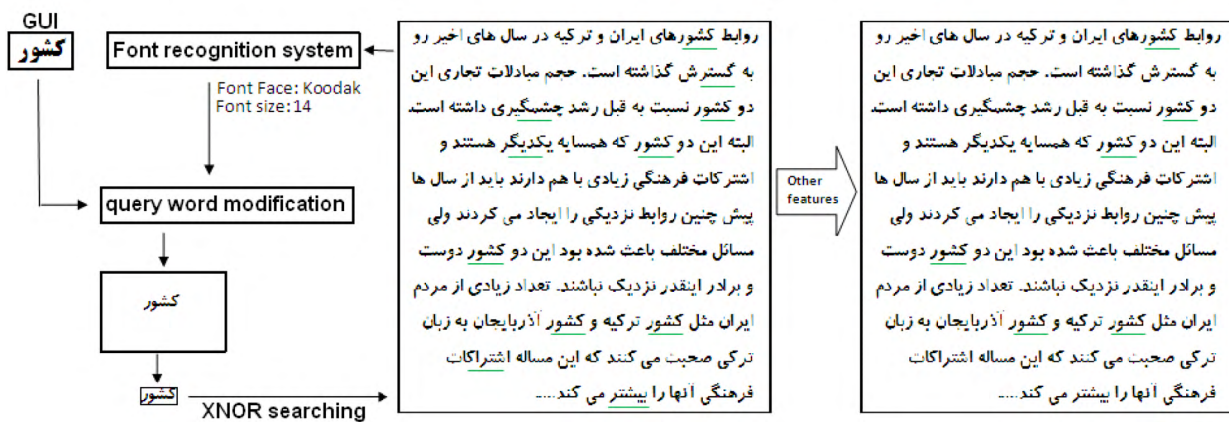 GUI
کشور
Font recognition system
Font Face: Koodak
Font size:14
query word modification
کشور
کشور
XNOR searching
روابط کشورهای ایران و ترکیه در سال های اخیر رو
به گسترش گذاشته است. حجم مبادلات تجاری این
دو کشور نسبت به قبل رشد چشمگیری داشته است.
البته این دو کشور که همسایه یکدیگر هستند و
اشترکات فرهنگی زیادی با هم دارند باید از سال ها
پیش چنین روابط نزدیکی را ایجاد می کردند ولی
مسائل مختلف باعث شده بود این دو کشور دوست
و برادر اینقدر نزدیک نباشند. تعداد زیادی از مردم
ایران مثل کشور ترکیه و کشور آذربایجان به زبان
ترکی صحبت می کنند که این مساله اشتراکات
فرهنگی آنها را بیشتر می کند.....
Other
features
روابط کشورهای ایران و ترکیه در سال های اخیر رو
به گسترش گذاشته است. حجم مبادلات تجاری این
دو کشور نسبت به قبل رشد چشمگیری داشته است.
البته این دو کشور که همسایه یکدیگر هستند و
اشترکات فرهنگی زیادی با هم دارند باید از سال ها
پیش چنین روابط نزدیکی را ایجاد می کردند ولی
مسائل مختلف باعث شده بود این دو کشور دوست
و برادر اینقدر نزدیک نباشند. تعداد زیادی از مردم
ایران مثل کشور ترکیه و کشور آذربایجان به زبان
ترکی صحبت می کنند که این مساله اشتراکات
فرهنگی آنها را بیشتر می کند.....